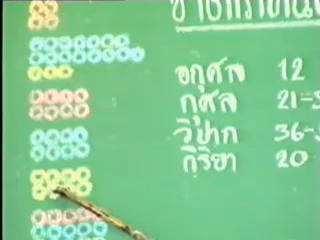 อกุศล 12
กุศล 21-
วิปาก 36-
กิริยา 20